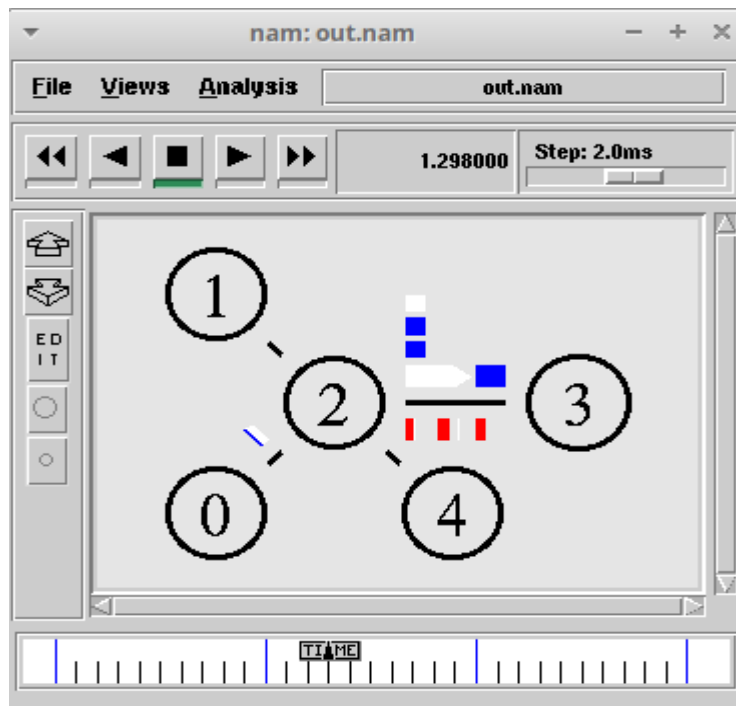 nam: out.nam
File Views Analysis out.nam
1.298000 Step: 2.0ms
ED
IT
1
2
3
0
4
TIME